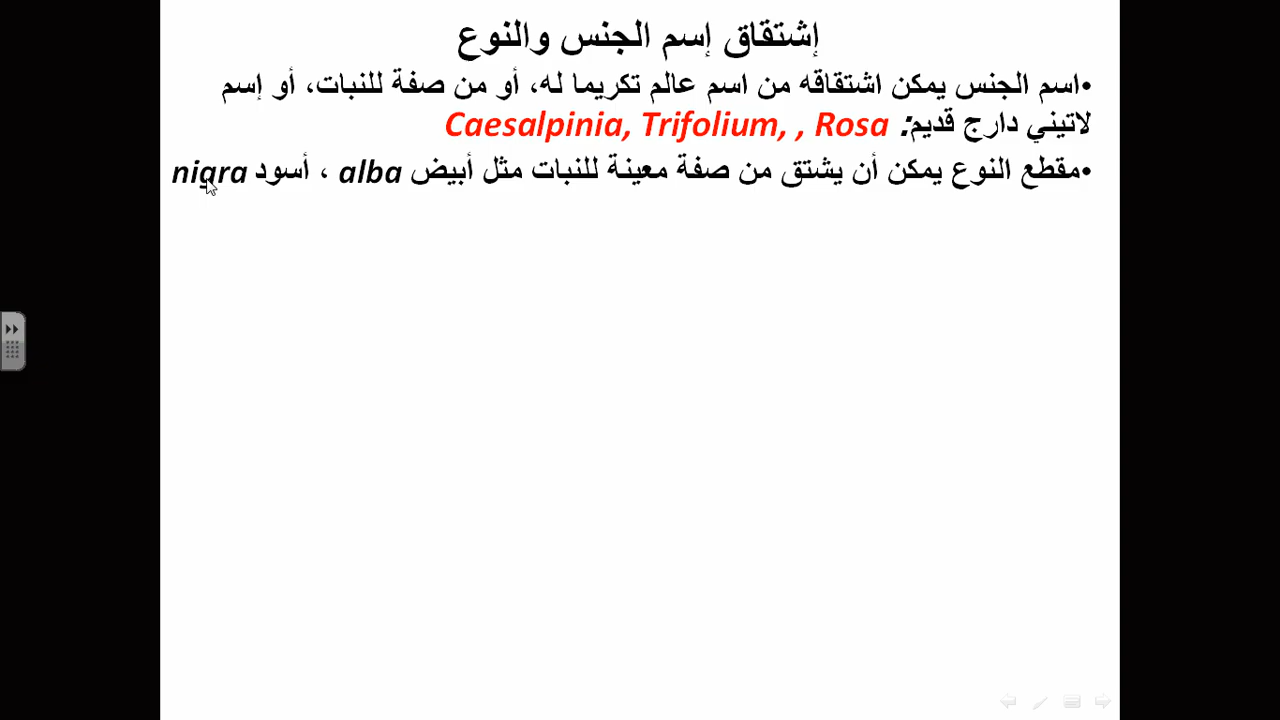 إشتقاق إسم الجنس والنوع
•اسم الجنس يمكن اشتقاقه من اسم عالم تكريما له، أو من صفة للنبات، أو إسم
لاتيني دارج قديم: Caesalpinia, Trifolium, , Rosa
•مقطع النوع يمكن أن يشتق من صفة معينة للنبات مثل أبيض alba ، أسود nigra